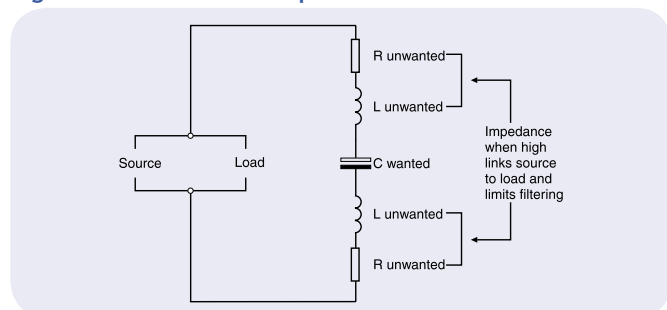 R unwanted
L unwanted
Source
Load
C wanted
L unwanted
R unwanted
Impedance
when high
links source
to load and
limits filtering